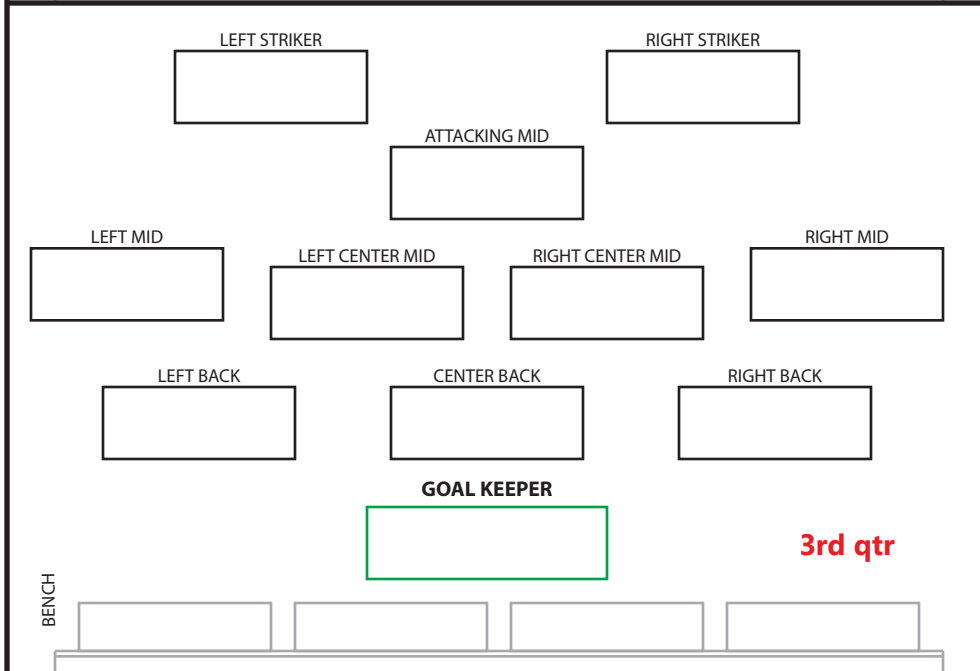 LEFT STRIKER
RIGHT STRIKER
ATTACKING MID
LEFT MID
RIGHT MID
LEFT CENTER MID
RIGHT CENTER MID
LEFT BACK
CENTER BACK
RIGHT BACK
GOAL KEEPER
3rd qtr
BENCH